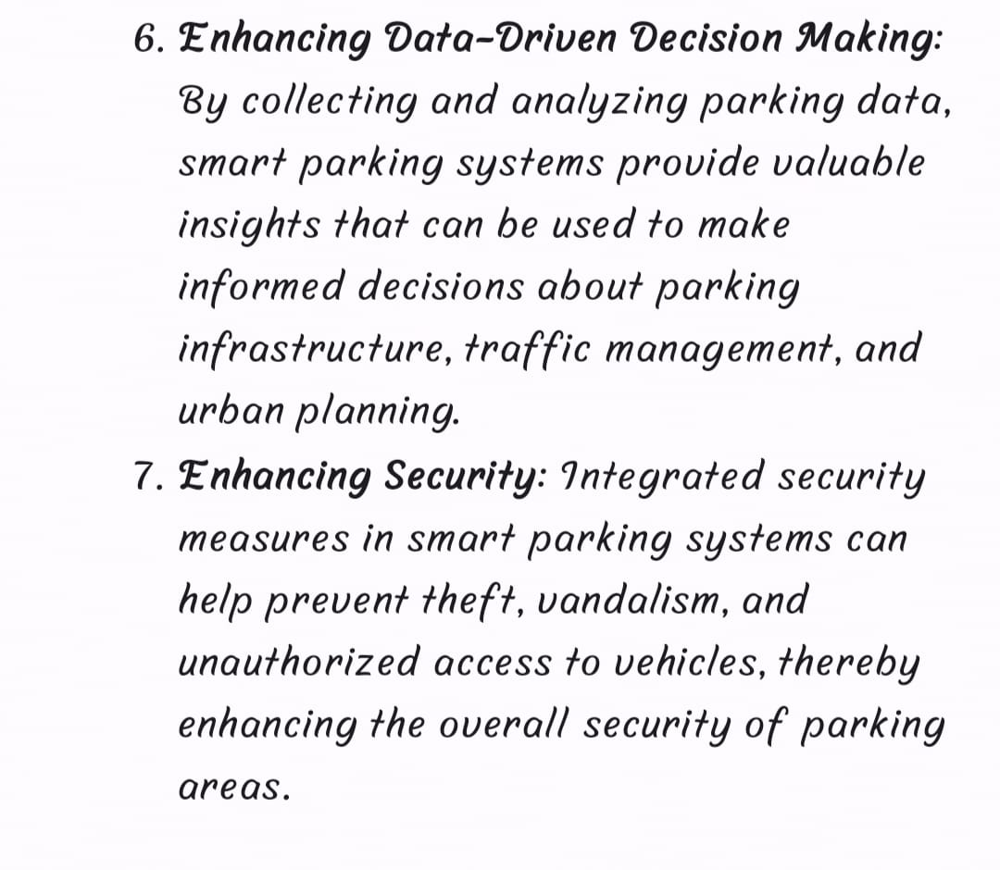 6. Enhancing Data-Driven Decision Making:
By collecting and analyzing parking data,
smart parking systems provide valuable
insights that can be used to make
informed decisions about parking
infrastructure, traffic management, and
urban planning.
7. Enhancing Security: Integrated security
measures in smart parking systems can
help prevent theft, vandalism, and
unauthorized access to vehicles, thereby
enhancing the overall security of parking
areas.